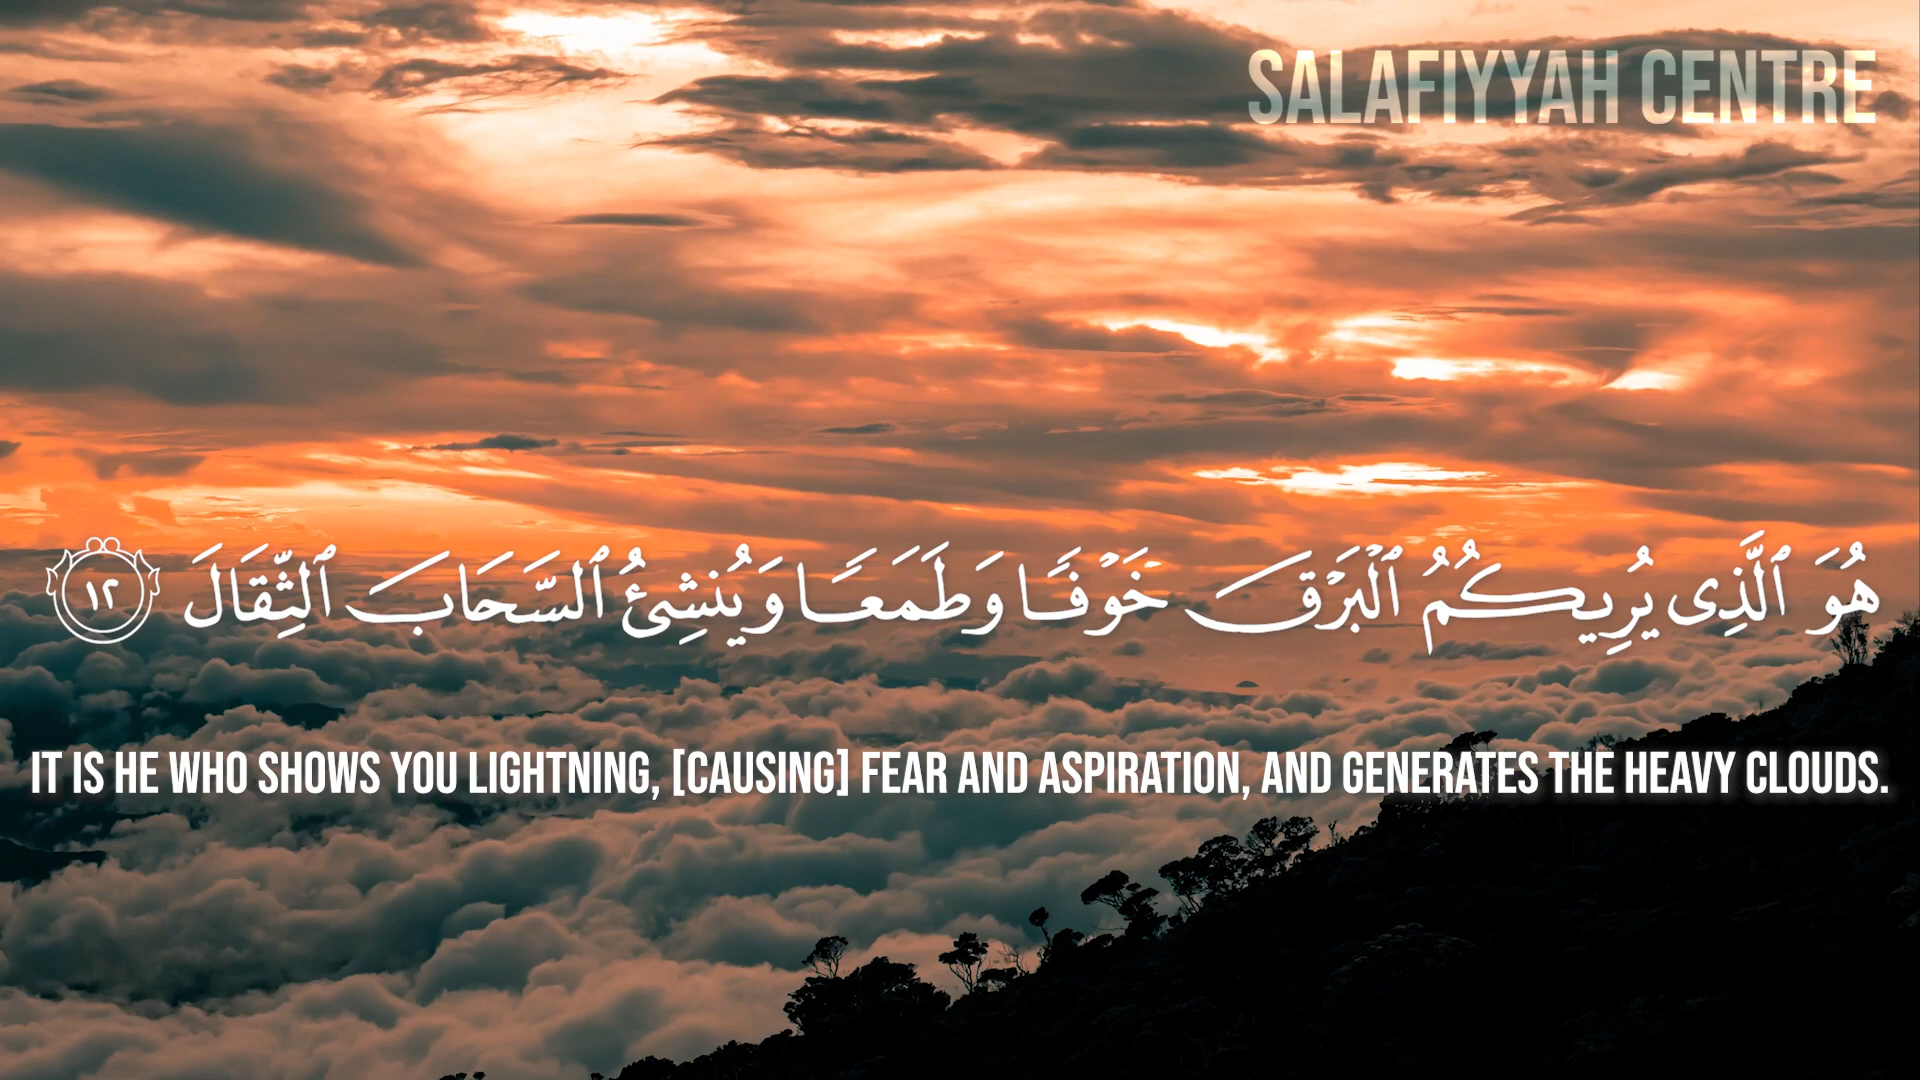 SALAFIYYAH CENTRE
هُوَ ٱلَّذِى يُرِيكُمُ ٱلْبَرْقَ خَوْفًا وَطَمَعًا وَيُنشِئُ ٱلسَّحَابَ ٱلثِّقَالَ ١٢
IT IS HE WHO SHOWS YOU LIGHTNING, [CAUSING] FEAR AND ASPIRATION, AND GENERATES THE HEAVY CLOUDS.